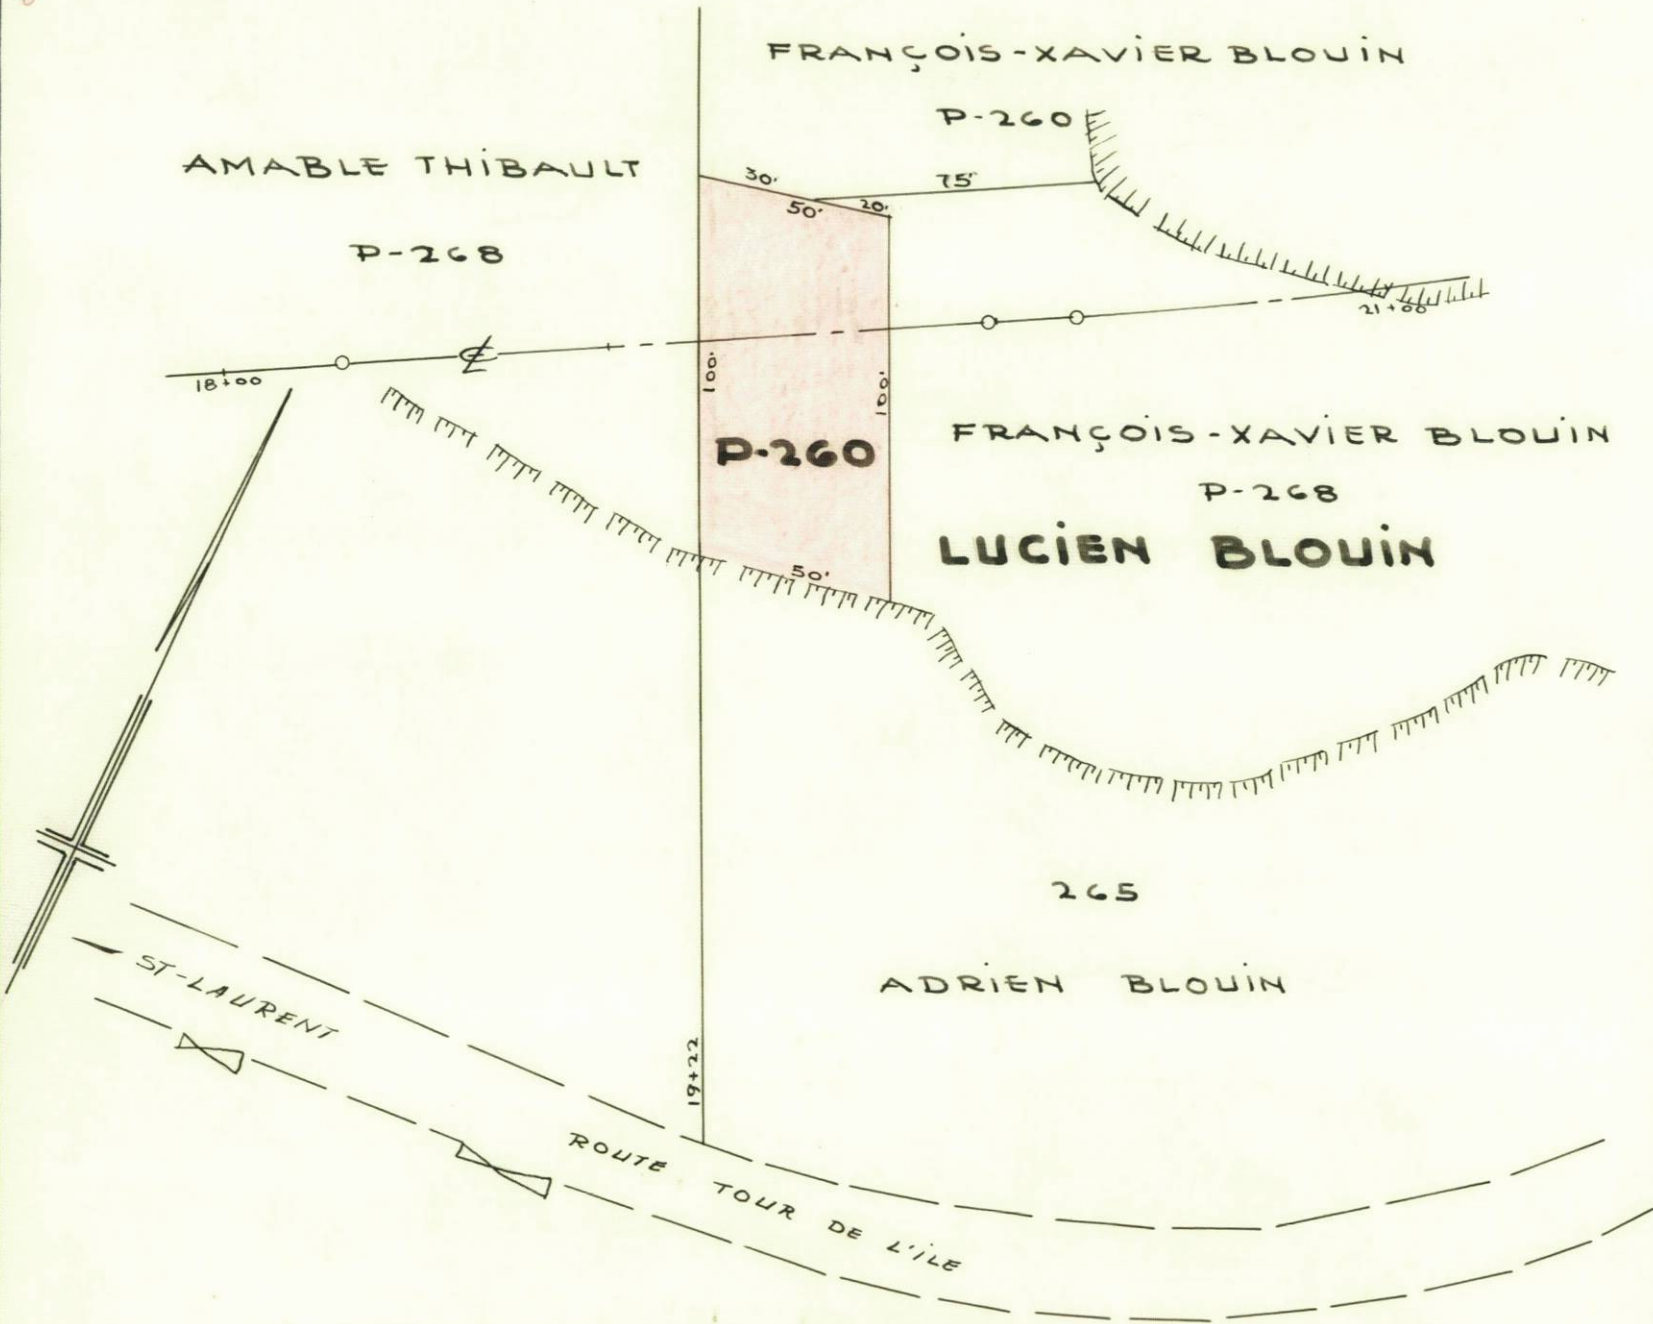 FRANÇOIS-XAVIER BLOUIN
P-260
AMABLE THIBAULT
P-268
30'
75'
50'
20'
18+00
21+00
100'
100'
P-260
FRANÇOIS-XAVIER BLOUIN
P-268
LUCIEN BLOUIN
50'
265
ADRIEN BLOUIN
ST-LAURENT
19+22
ROUTE TOUR DE L'ILE